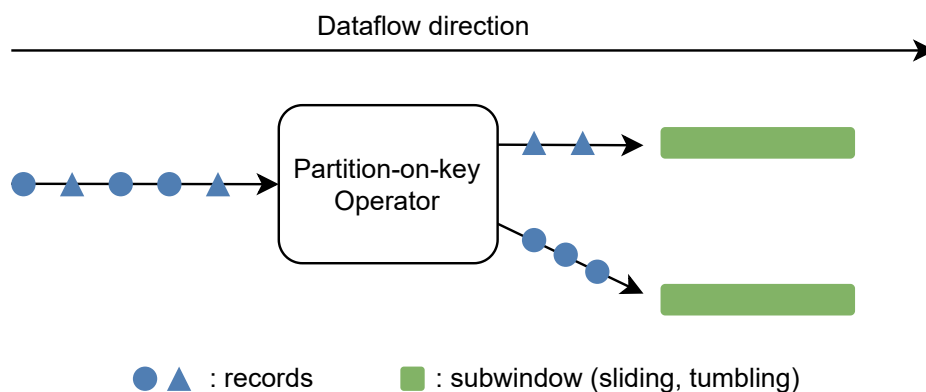 Dataflow direction
Partition-on-key
Operator
: records
: subwindow (sliding, tumbling)